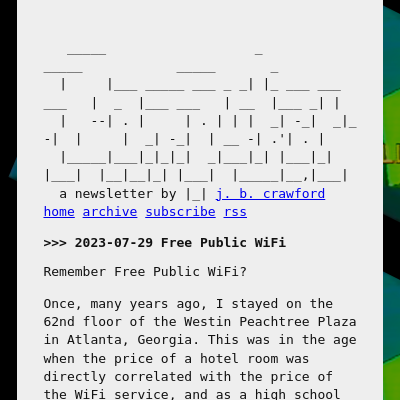 a newsletter by j. b. crawford
home archive subscribe rss
>>> 2023-07-29 Free Public WiFi
Remember Free Public WiFi?
Once, many years ago, I stayed on the
62nd floor of the Westin Peachtree Plaza
in Atlanta, Georgia. This was in the age
when the price of a hotel room was
directly correlated with the price of
the WiFi service, and as a high school